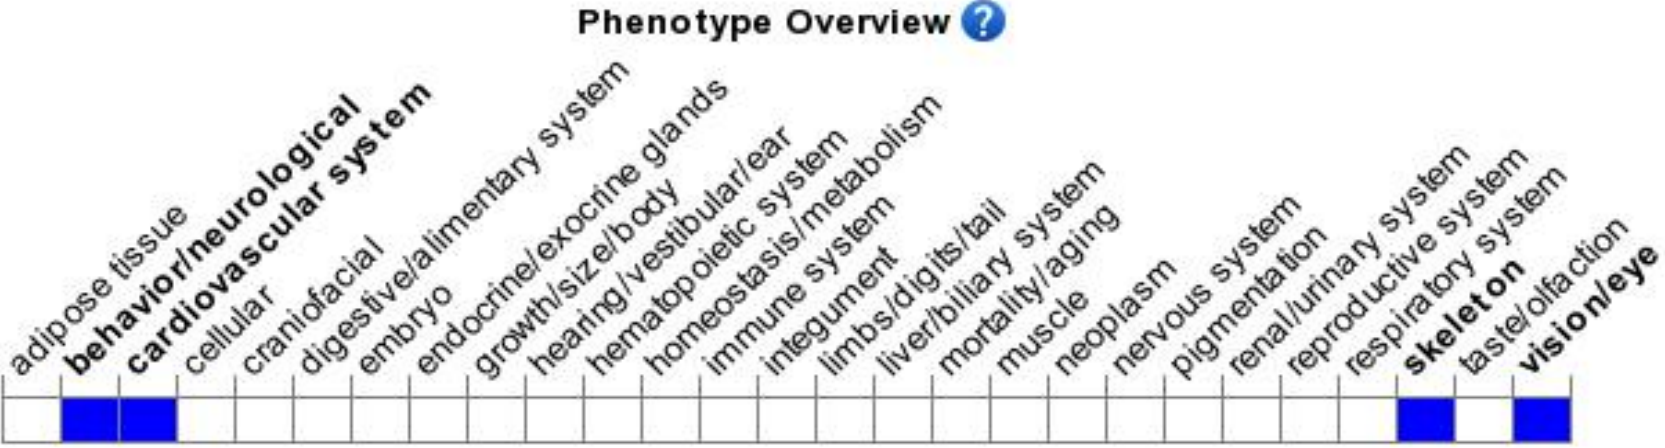 Phenotype Overview ?
adipose tissue
behavior/neurological
cardiovascular system
cellular
craniofacial
digestive/alimentary system
embryo
endocrine/exocrine glands
growth/size/body
hearing/vestibular/ear
hematopoietic system
homeostasis/metabolism
immune system
integument
limbs/digits/tail
liver/biliary system
mortality/aging
muscle
neoplasm
nervous system
pigmentation
renal/urinary system
reproductive system
respiratory system
skeleton
taste/olfaction
vision/eye